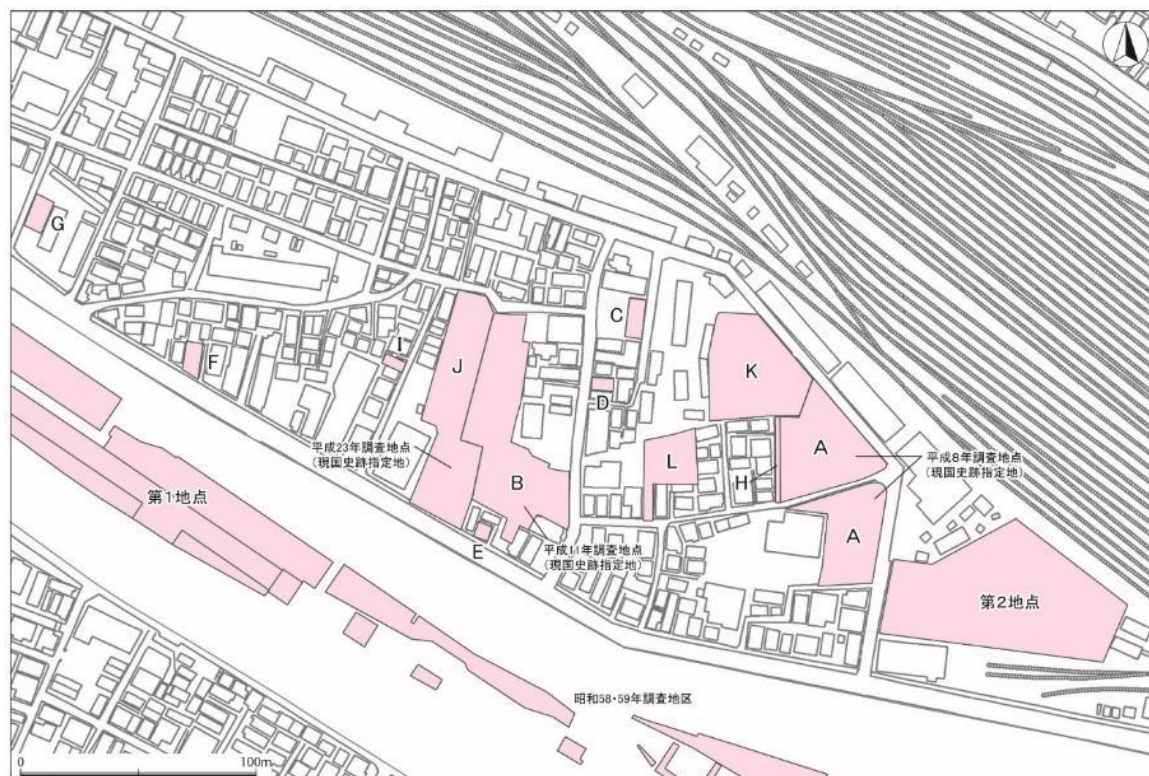 G
C
I
F
J
K
D
平成23年調査地点
(現国史跡指定地)
A
平成8年調査地点
(現国史跡指定地)
L
H
B
第1地点
E
平成11年調査地点
(現国史跡指定地)
A
第2地点
昭和58・59年調査地区
0
100m